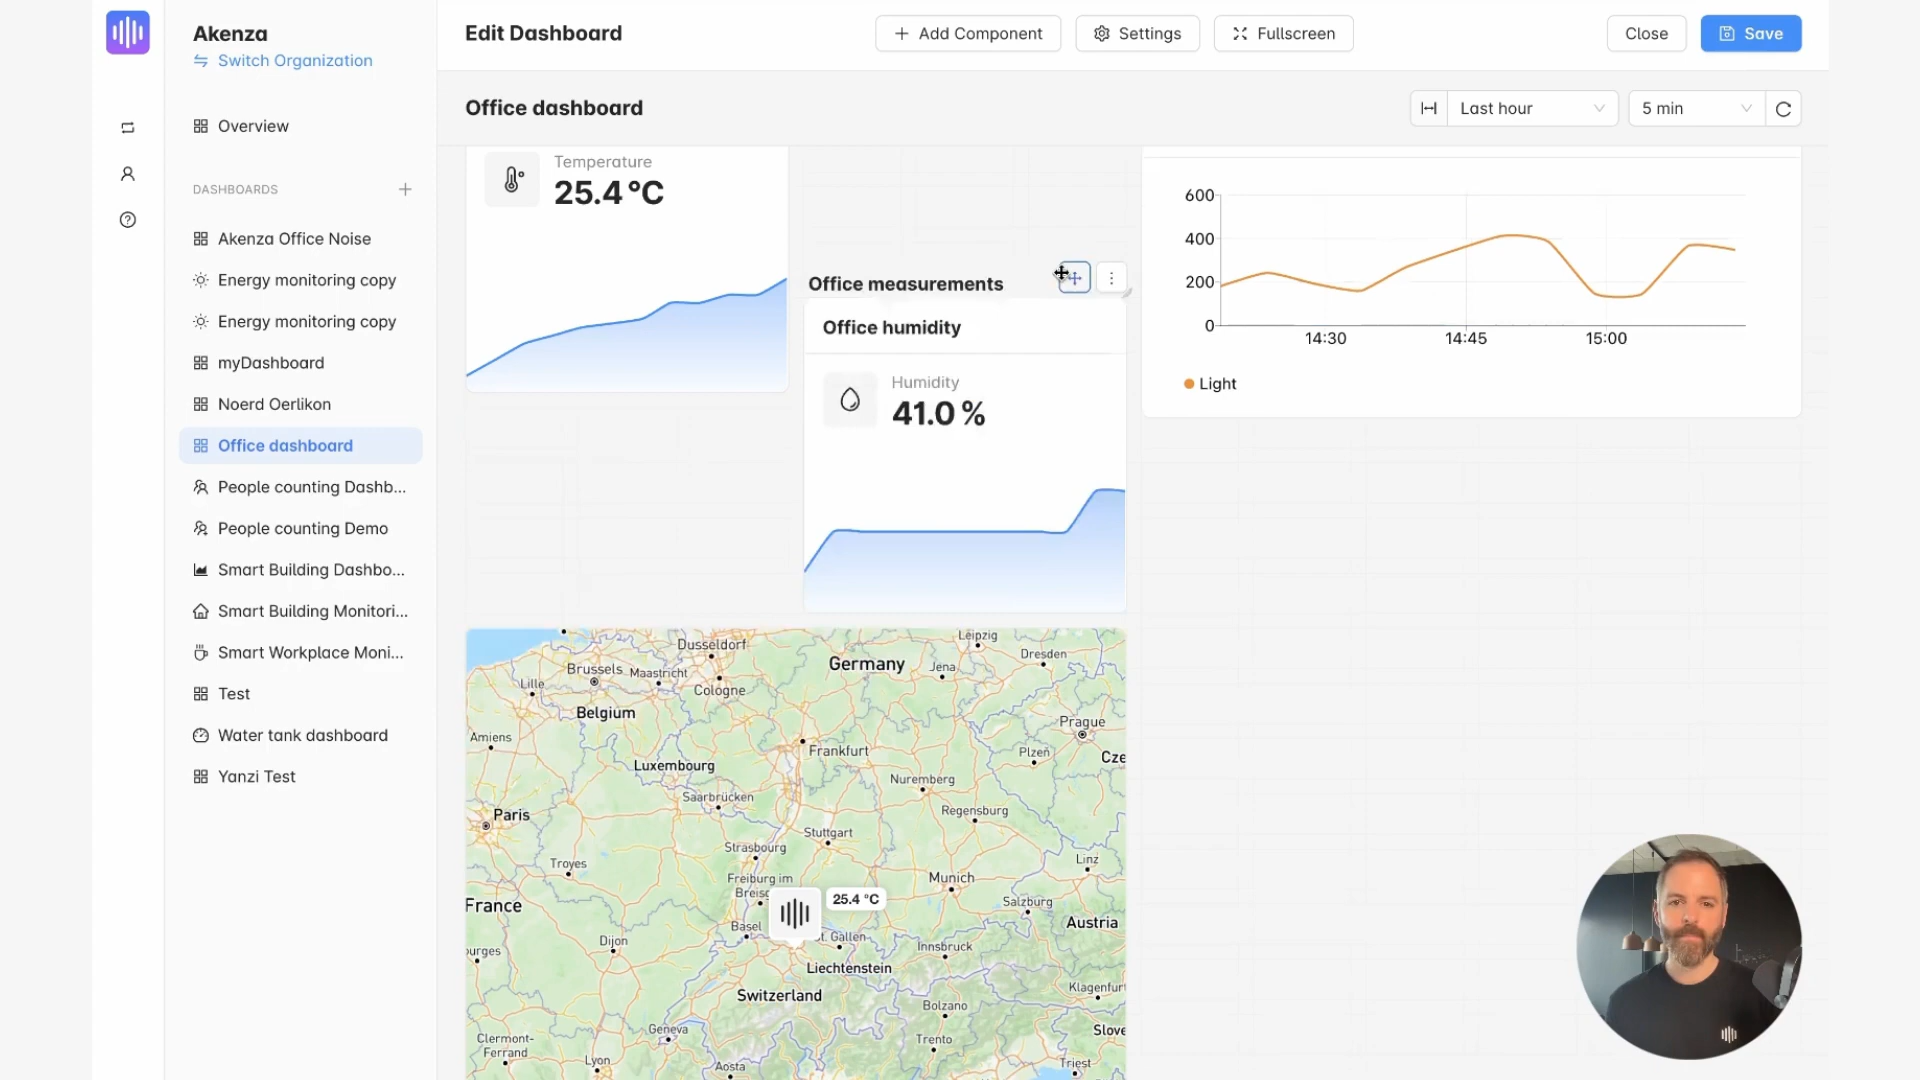 Akenza
Switch Organization
Overview
DASHBOARDS
Akenza Office Noise
Energy monitoring copy
Energy monitoring copy
myDashboard
Noerd Oerlikon
Office dashboard
People counting Dashb...
People counting Demo
Smart Building Dashbo...
Smart Building Monitori...
Smart Workplace Moni...
Test
Water tank dashboard
Yanzi Test
Edit Dashboard
Add Component
Settings
Fullscreen
Close
Save
Office dashboard
Last hour
5 min
Temperature
25.4 °C
Office measurements
Office humidity
Humidity
41.0 %
600
400
200
0
14:30
14:45
15:00
Light
Leipzig
Dusseldorf
Germany
Jena
Dresden
Brussels
Maastricht
Lille
Cologne
Belgium
Prague
Amiens
Frankfurt
Plzeň
Cze
Luxembourg
Nuremberg
Saarbrücken
Regensburg
Paris
Stuttgart
Strasbourg
Linz
Troyes
Freiburg im
Breisg
Munich
25.4 °C
Salzburg
France
Austria
Basel
St. Gallen
Dijon
Innsbruck
ourges
Liechtenstein
Klagenfur
Switzerland
Bolzano
Geneva
Slove
Clermont-
Ferrand
Trento
Lyon
Aosta
Triest